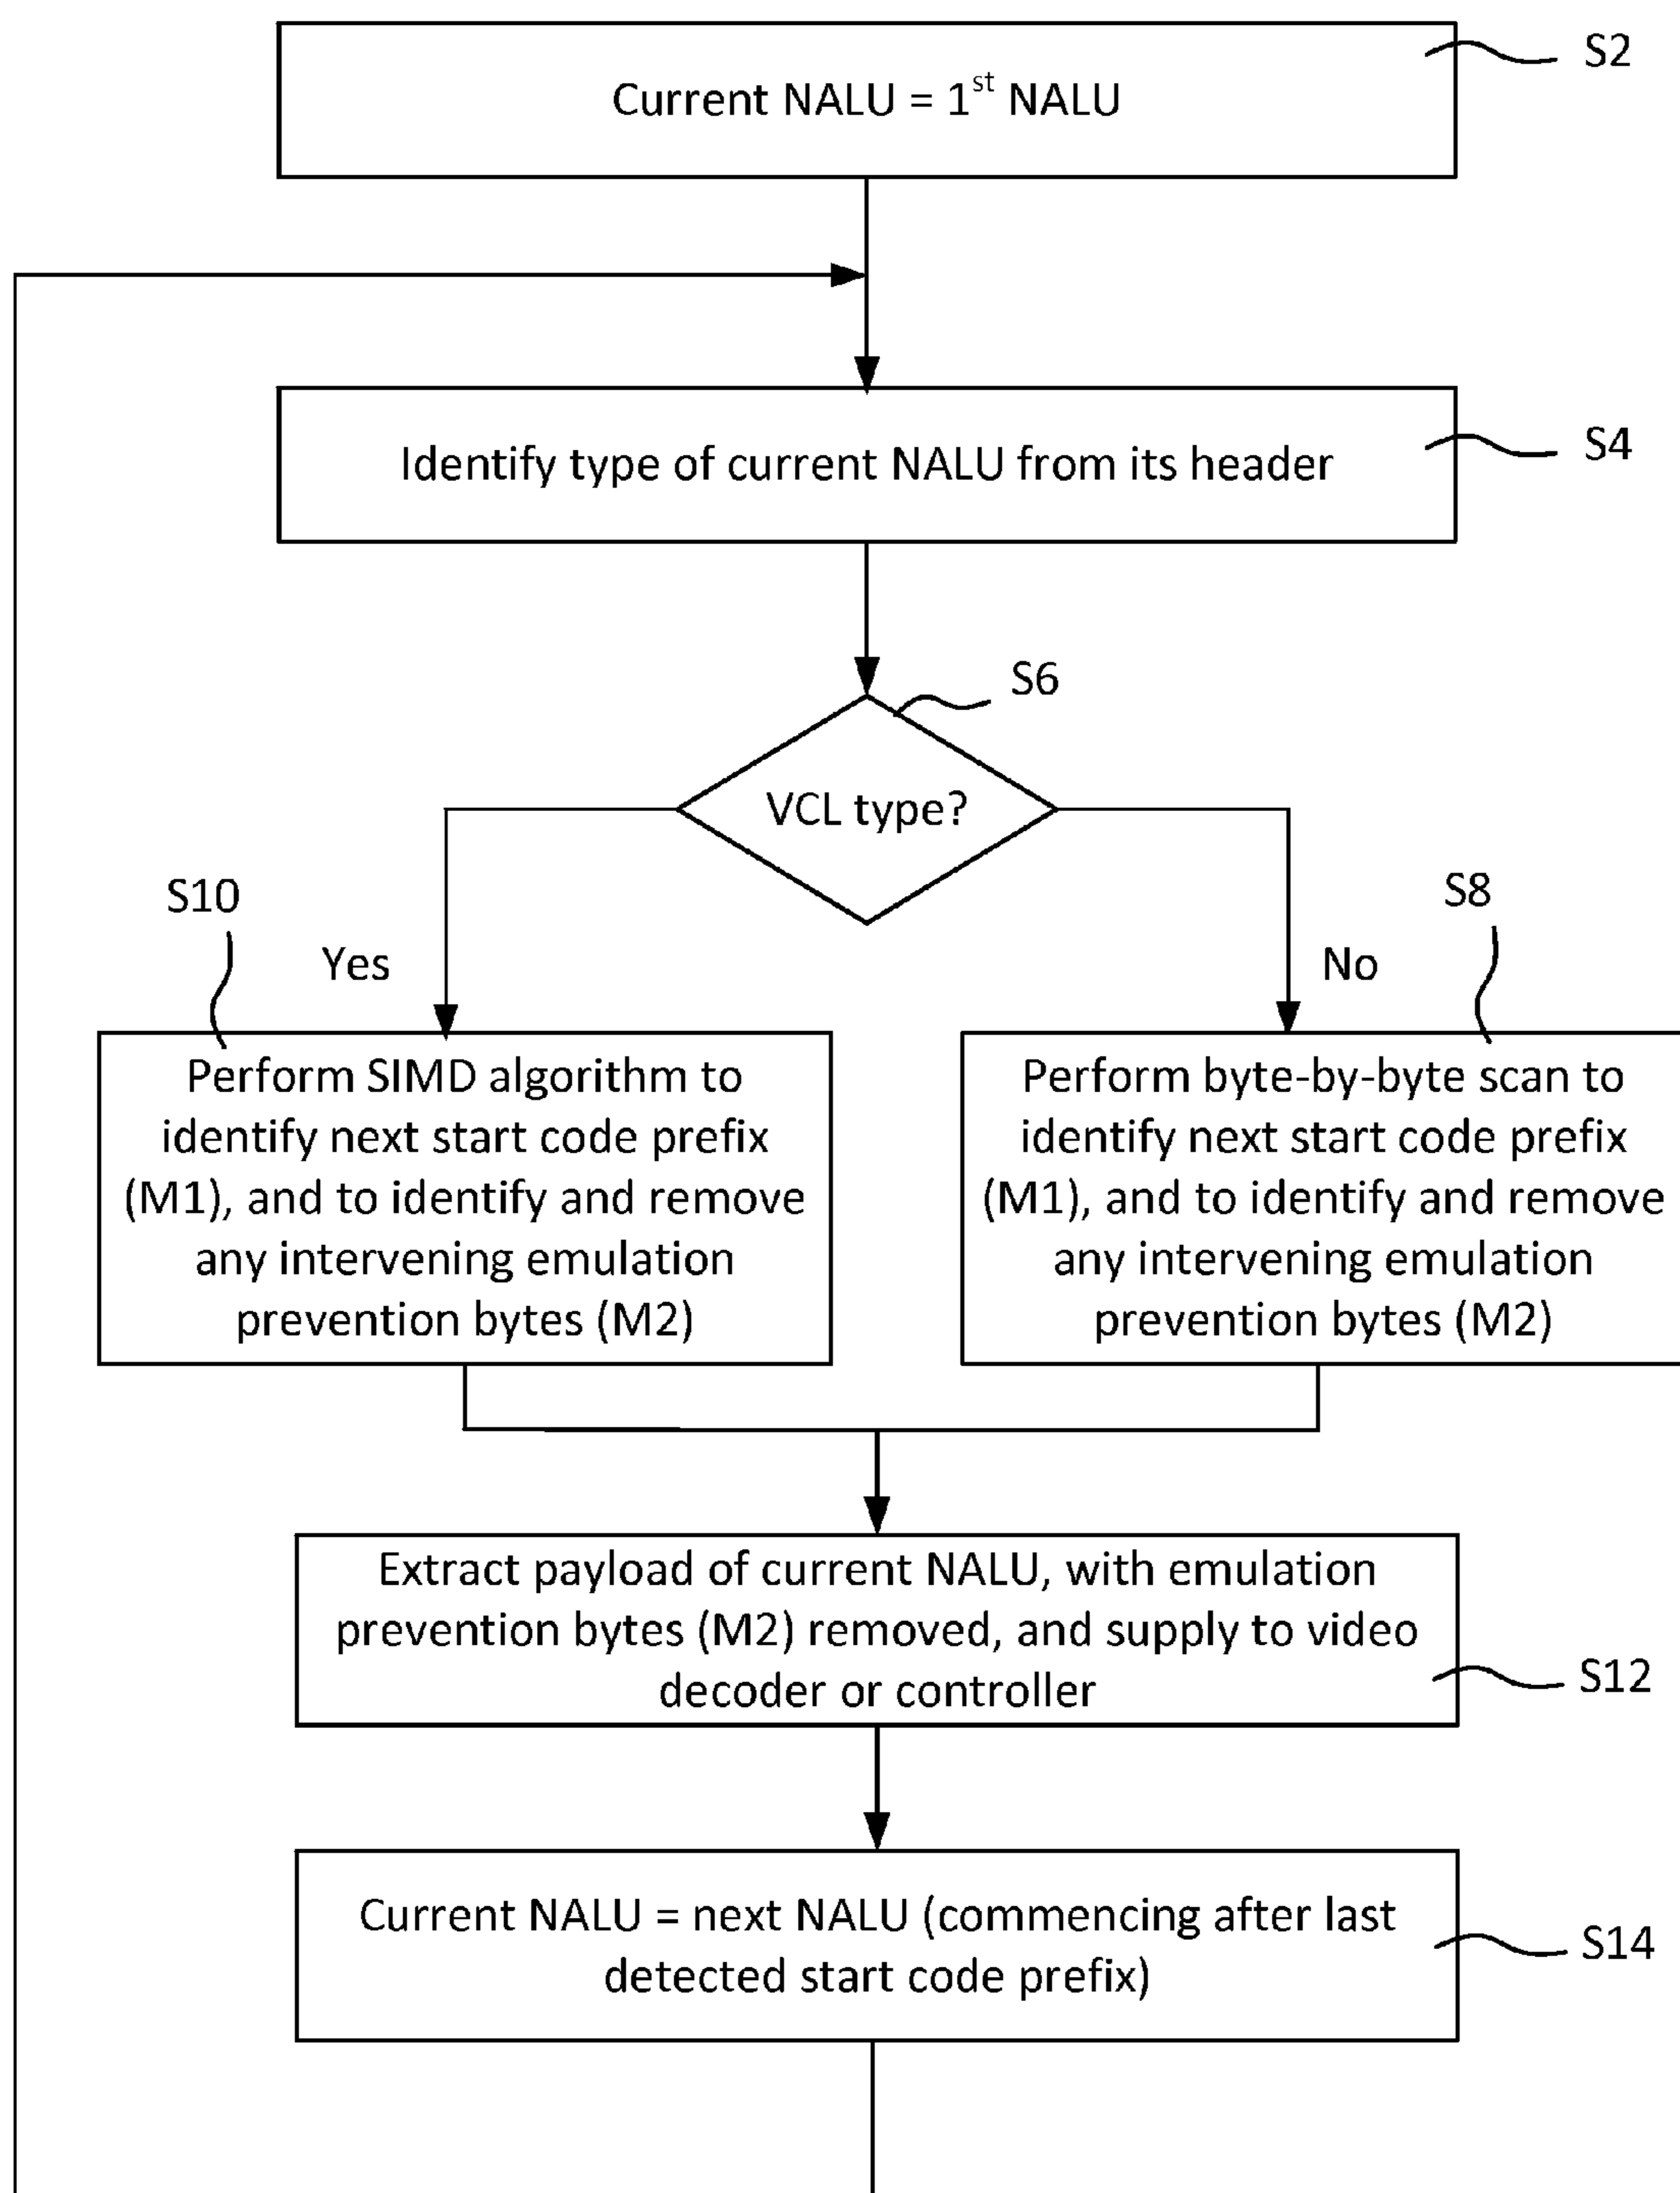 S2
Current NALU = 1st NALU
S4
Identify type of current NALU from its header
S6
VCL type?
S10
S8
Yes
No
Perform SIMD algorithm to
identify next start code prefix
(M1), and to identify and remove
any intervening emulation
prevention bytes (M2)
Perform byte-by-byte scan to
identify next start code prefix
(M1), and to identify and remove
any intervening emulation
prevention bytes (M2)
Extract payload of current NALU, with emulation
prevention bytes (M2) removed, and supply to video
decoder or controller
S12
Current NALU = next NALU (commencing after last
detected start code prefix)
S14